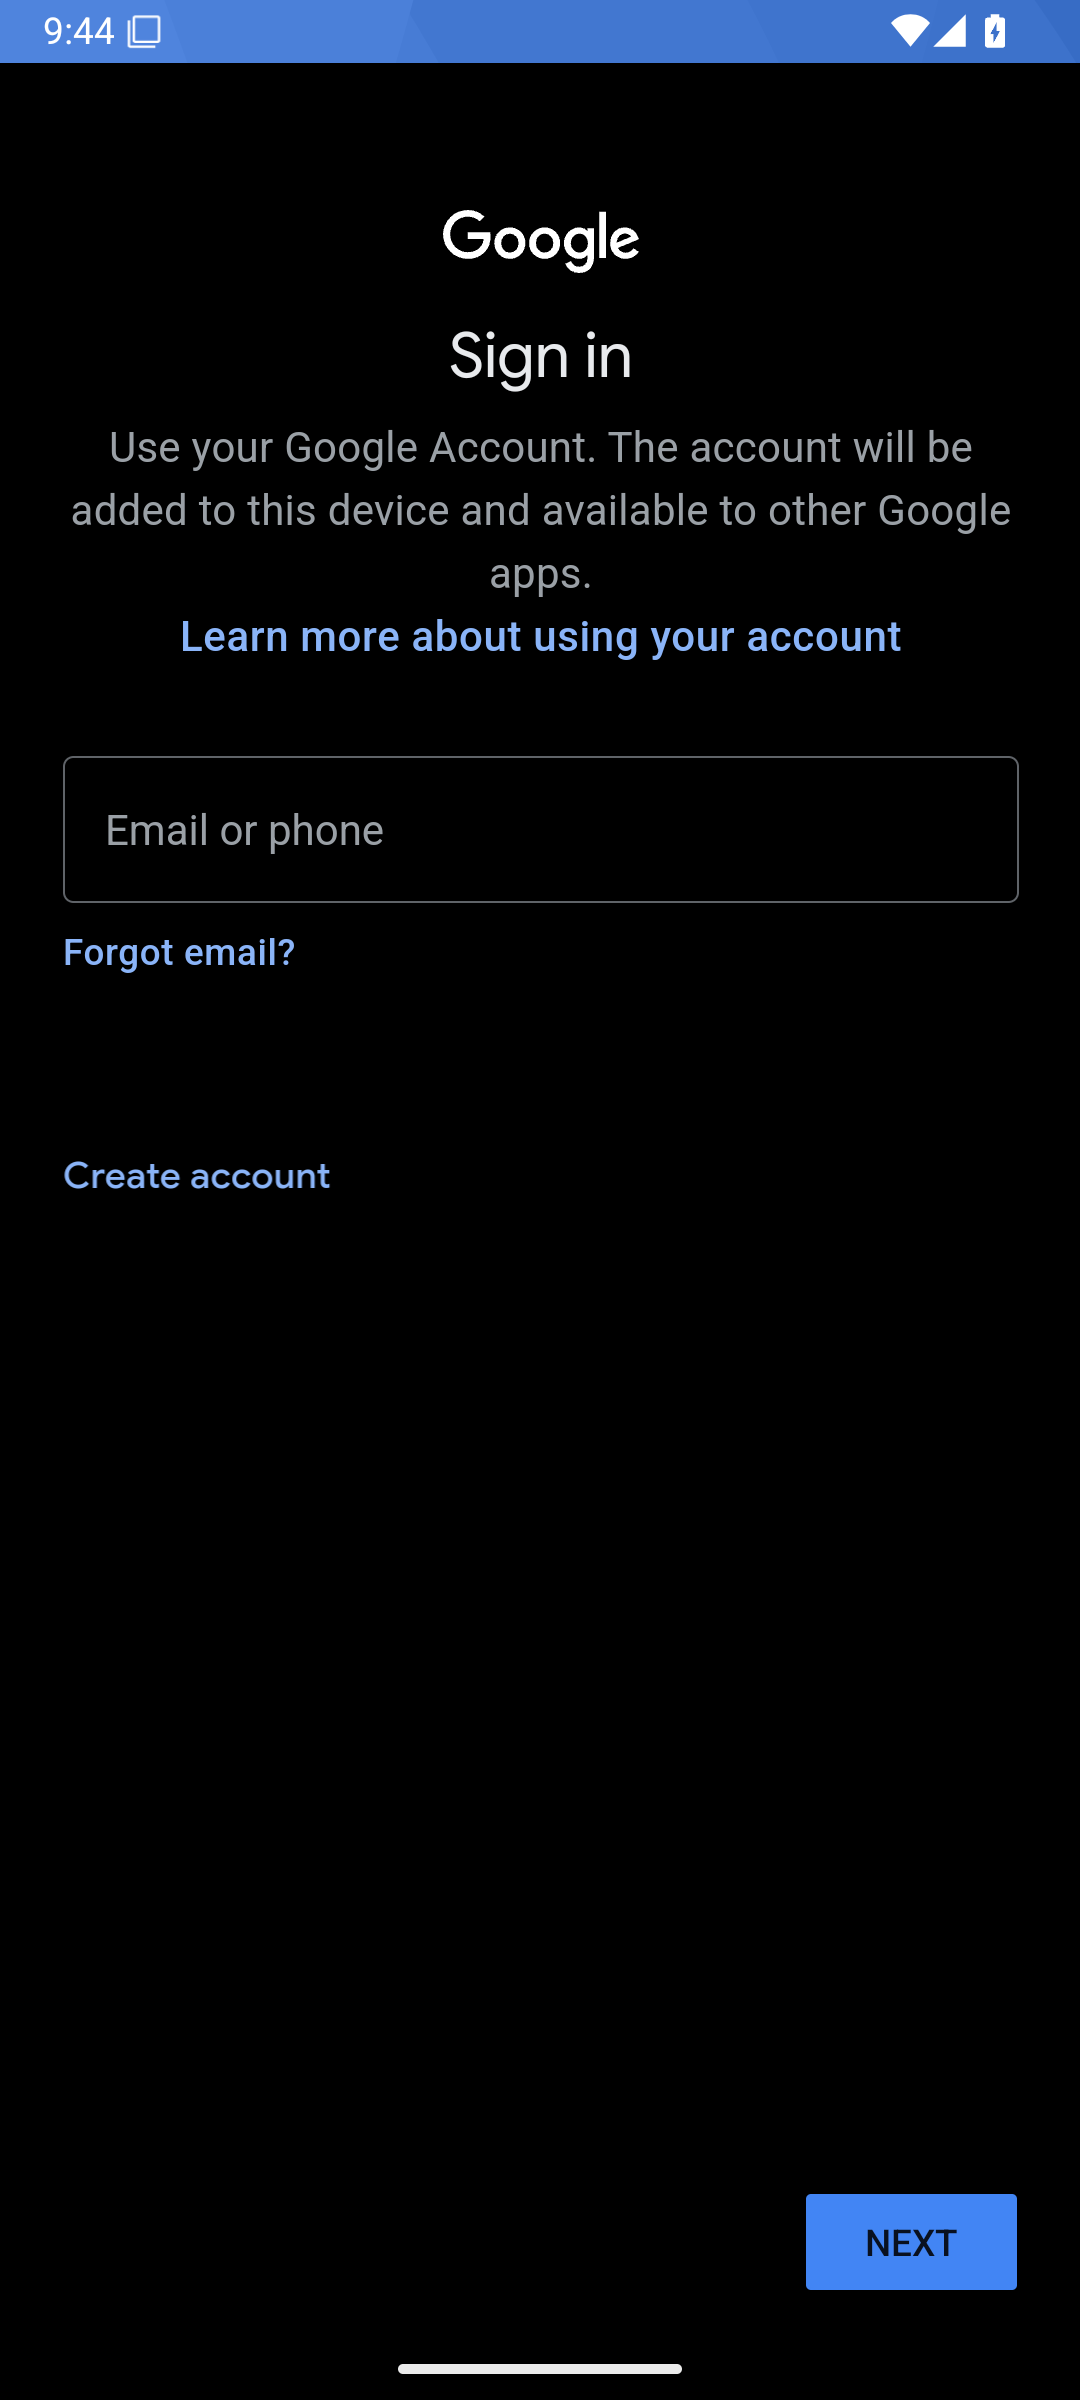 9:44
Google
Sign in
Use your Google Account. The account will be
added to this device and available to other Google
apps.
Learn more about using your account
Email or phone
Forgot email?
Create account
NEXT